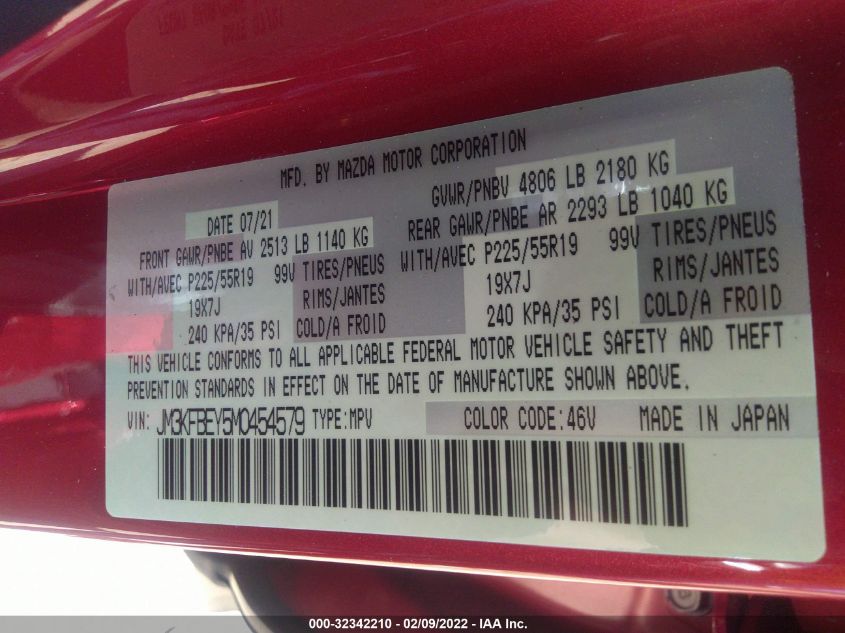 MFD. BY MAZDA MOTOR CORPORATION
DATE 07/21
GVWR/PNBV 4806 LB 2180 KG
FRONT GAWR/PNBE AV 2513 LB 1140 KG
REAR GAWR/PNBE AR 2293 LB 1040 KG
WITH/AVEC P225/55R19 99V TIRES/PNEUS
WITH/AVEC P225/55R19 99V TIRES/PNEUS
19X7J RIMS/JANTES
19X7J RIMS/JANTES
240 KPA/35 PSI COLD/A FROID
240 KPA/35 PSI COLD/A FROID
THIS VEHICLE CONFORMS TO ALL APPLICABLE FEDERAL MOTOR VEHICLE SAFETY AND THEFT
PREVENTION STANDARDS IN EFFECT ON THE DATE OF MANUFACTURE SHOWN ABOVE.
VIN: JM3KFBEY5M0454579 TYPE:MPV COLOR CODE:46V MADE IN JAPAN
000-32342210 - 02/09/2022 - IAA Inc.